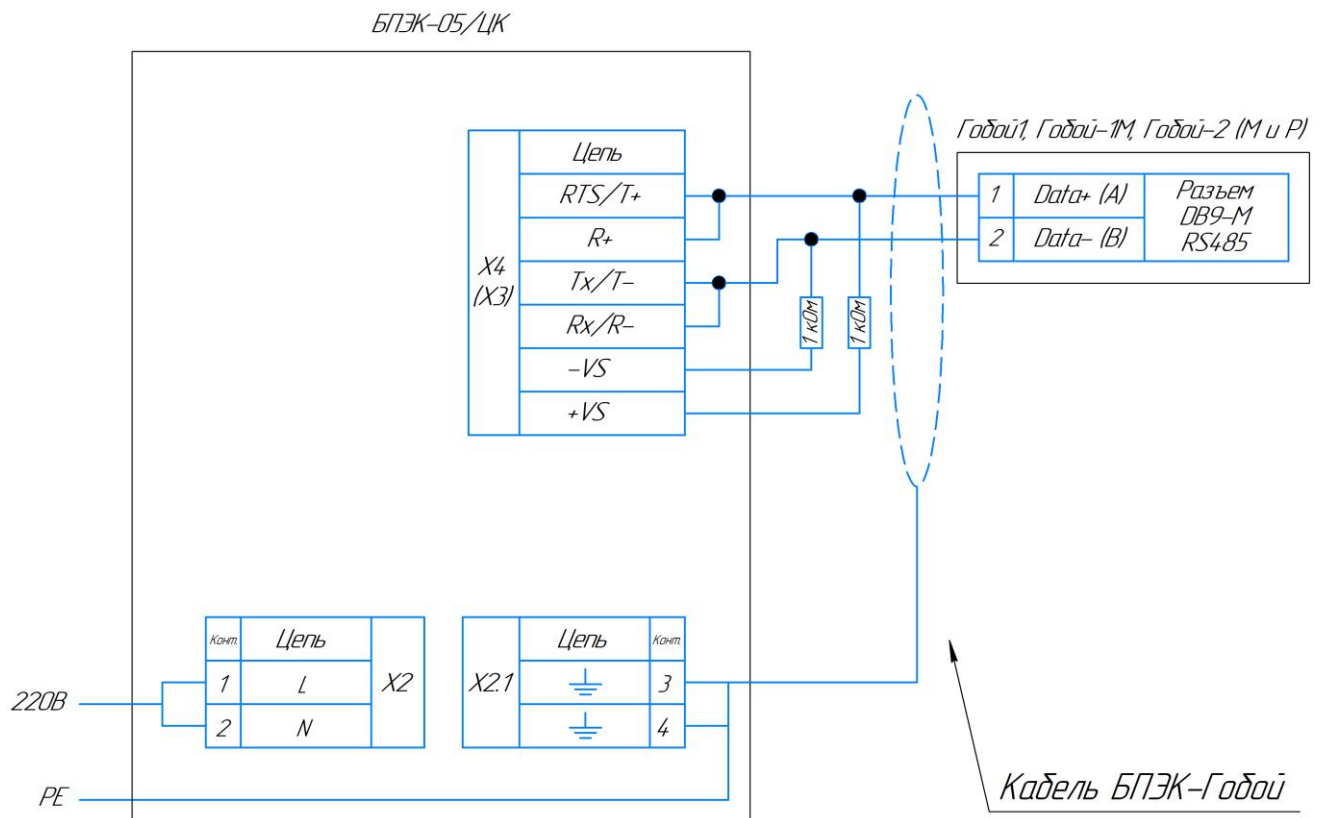 БПЭК-05/ЦК
Гобой1, Гобой-1М, Гобой-2 (М и Р)
X4
(X3)
Цепь
RTS/T+
R+
Tx/T-
Rx/R-
-VS
+VS
1 кОм
1 кОм
1 Data+ (A)
2 Data- (B)
Разъем
DB9-M
RS485
Конт. Цепь X2
1 L
2 N
X2.1 Цепь Конт.
3
4
220В
PE
Кабель БПЭК-Гобой